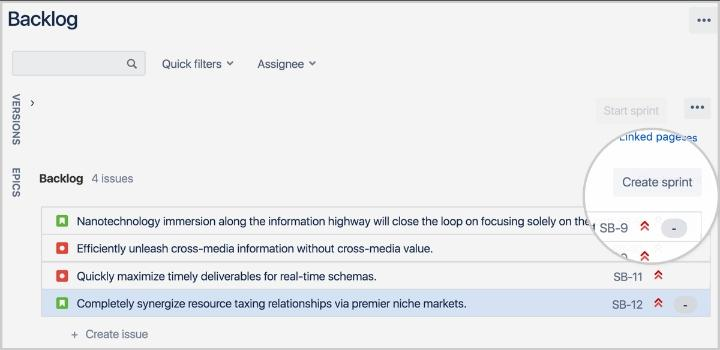 Backlog
Quick filters Assignee
VERSIONS
Start sprint
Linked pages
EPICS
Backlog 4 issues
Create sprint
Nanotechnology immersion along the information highway will close the loop on focusing solely on the SB-9 -
Efficiently unleash cross-media information without cross-media value.
Quickly maximize timely deliverables for real-time schemas. SB-11
Completely synergize resource taxing relationships via premier niche markets. SB-12 -
+ Create issue